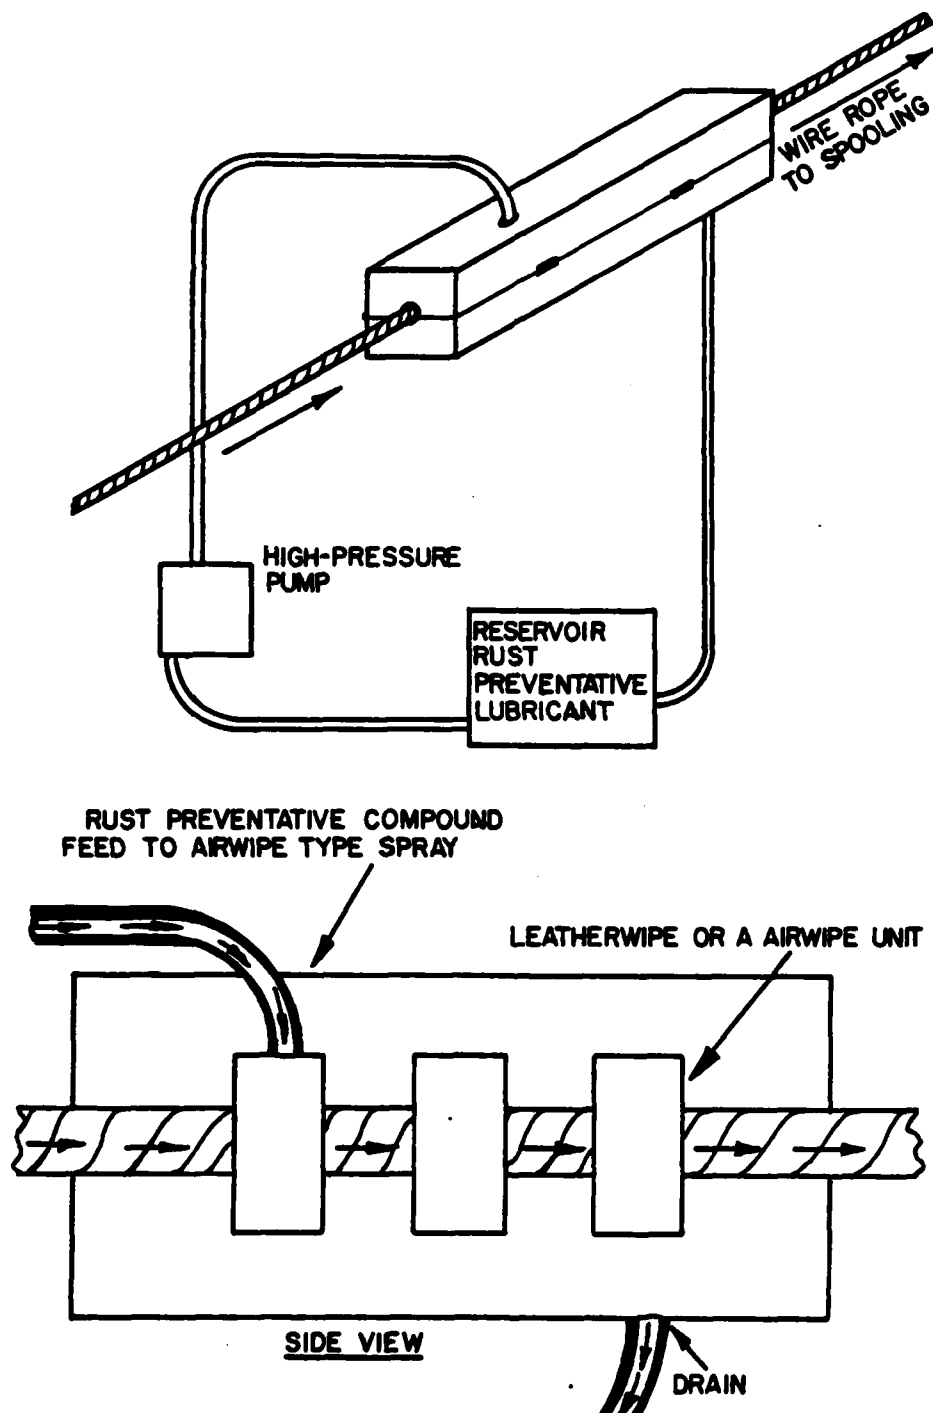 WIRE ROPE
TO SPOOLING
HIGH-PRESSURE
PUMP
RESERVOIR
RUST
PREVENTATIVE
LUBRICANT
RUST PREVENTATIVE COMPOUND
FEED TO AIRWIPE TYPE SPRAY
LEATHERWIPE OR A AIRWIPE UNIT
SIDE VIEW
DRAIN